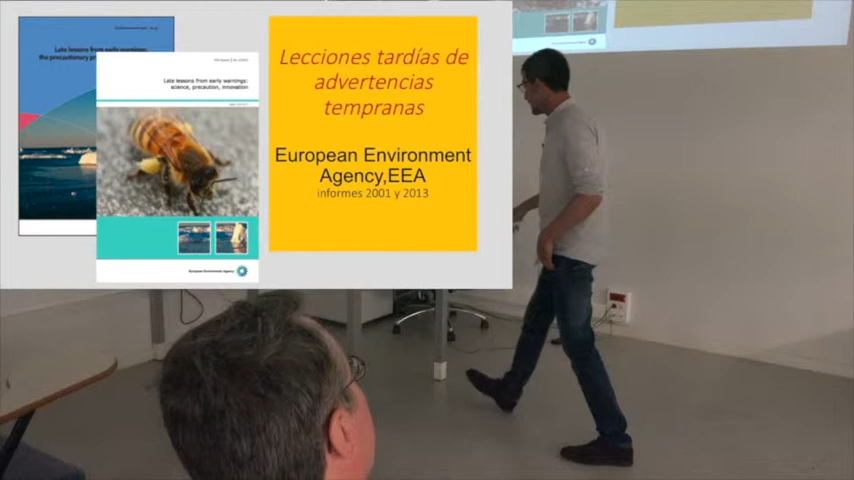 Late lessons from early warnings:
the precautionary
Late lessons from early warnings:
science, precaution, innovation
European Environment Agency
Lecciones tardías de
advertencias
tempranas
European Environment
Agency,EEA
informes 2001 y 2013